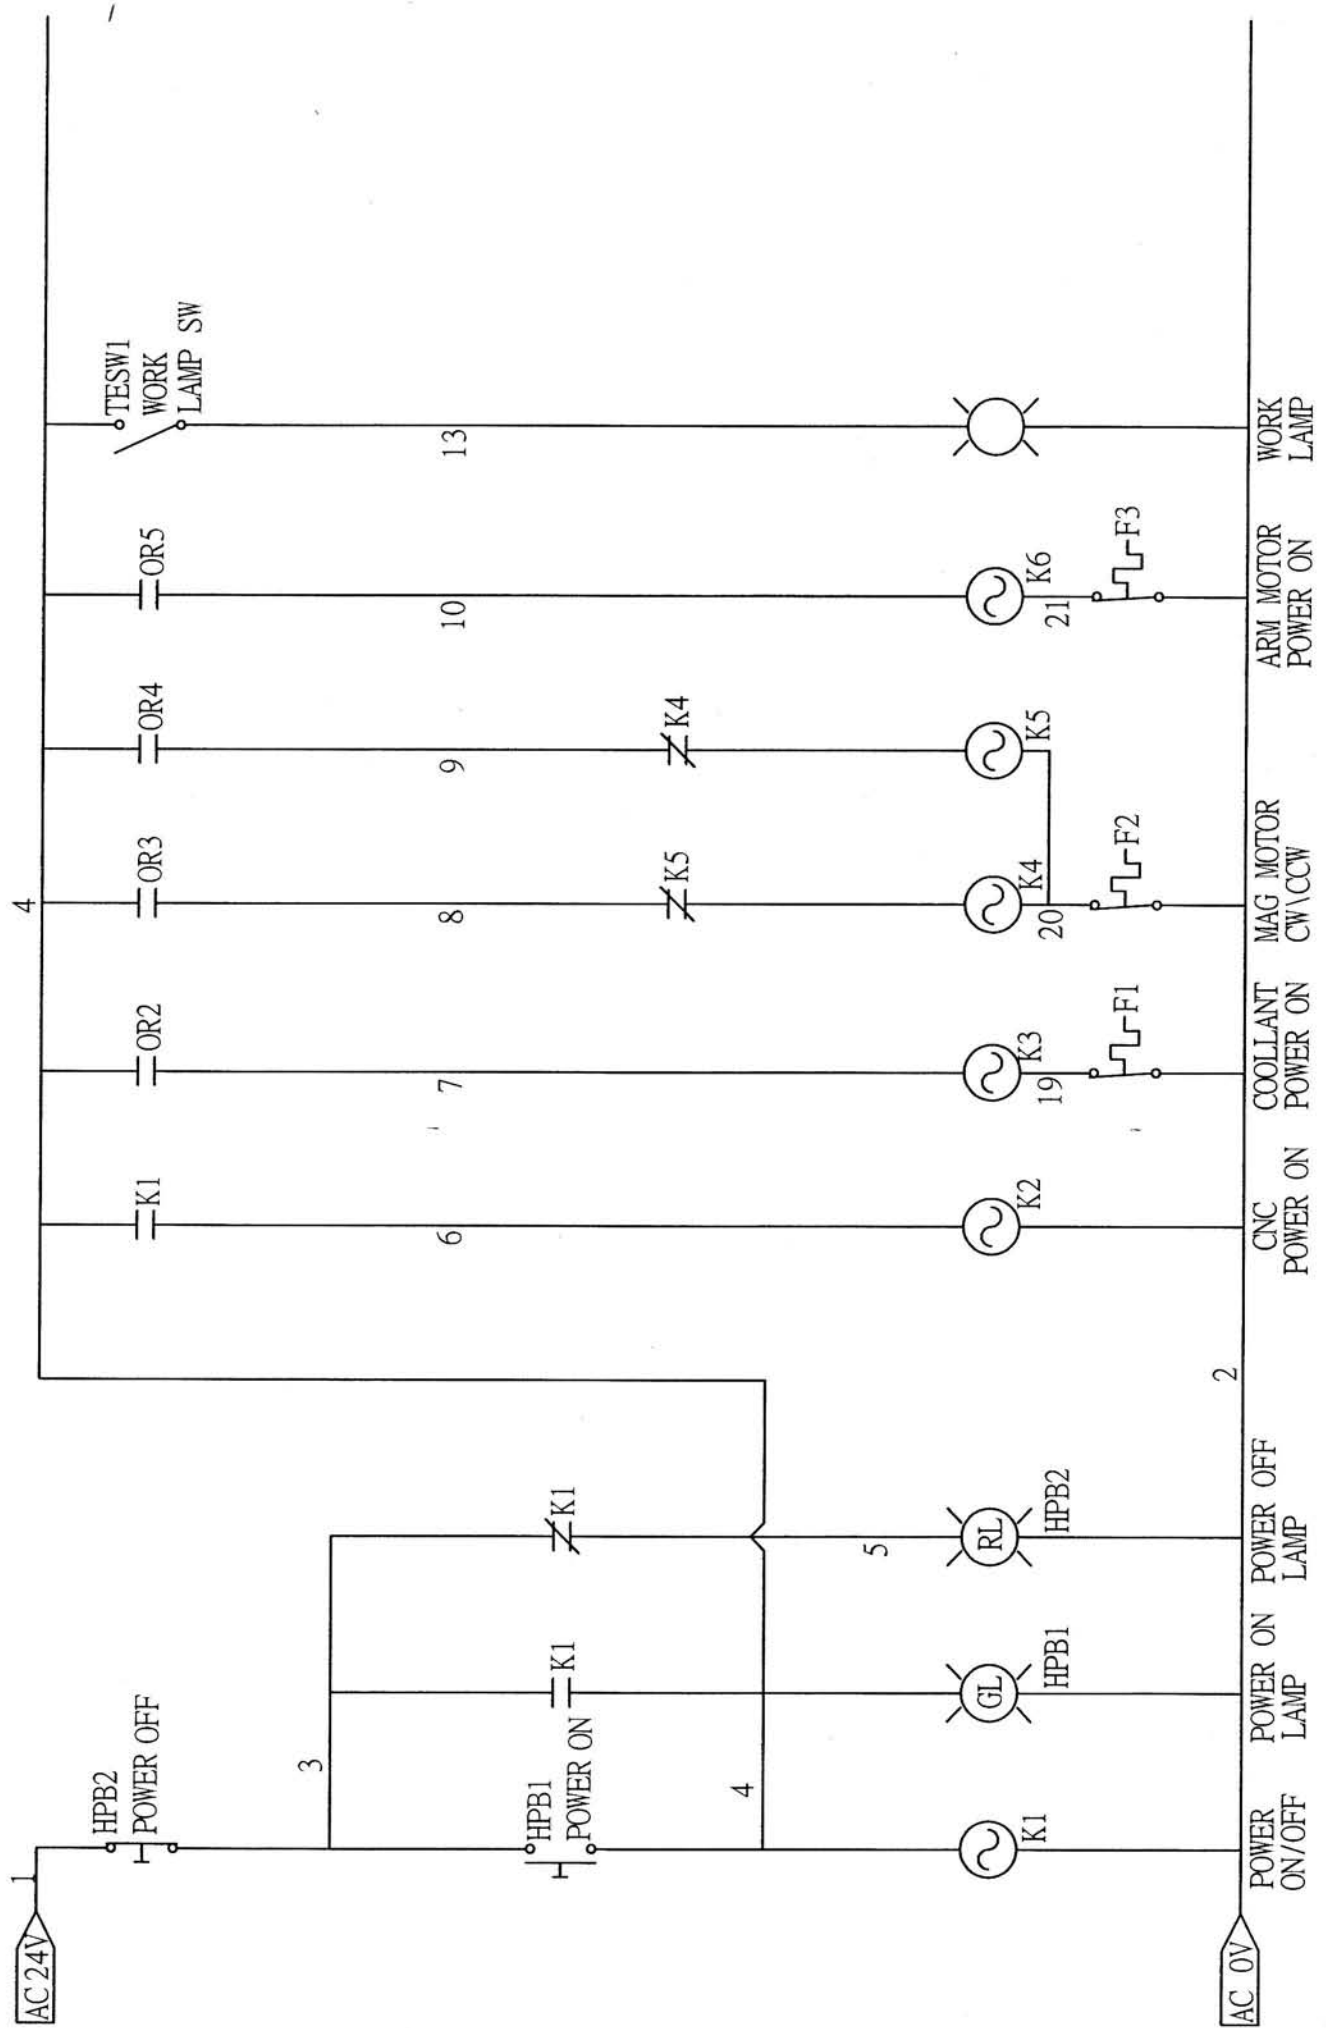 AC 24V
1
HPB2
POWER OFF
3
HPB1
POWER ON
4
K1
POWER
ON/OFF
K1
GL
HPB1
POWER ON
LAMP
K1
5
RL
HPB2
POWER OFF
LAMP
AC 0V
2
4
K1
6
K2
CNC
POWER ON
OR2
7
K3
19
F1
COOLLANT
POWER ON
OR3
8
K5
K4
20
F2
MAG MOTOR
CW\CCW
OR4
9
K4
K5
OR5
10
K6
21
F3
ARM MOTOR
POWER ON
TESW1
WORK
LAMP SW
13
WORK
LAMP